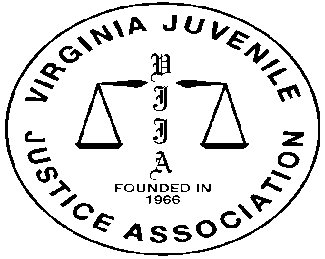 VIRGINIA JUVENILE
JUSTICE ASSOCIATION
V
J
J
A
FOUNDED IN
1966